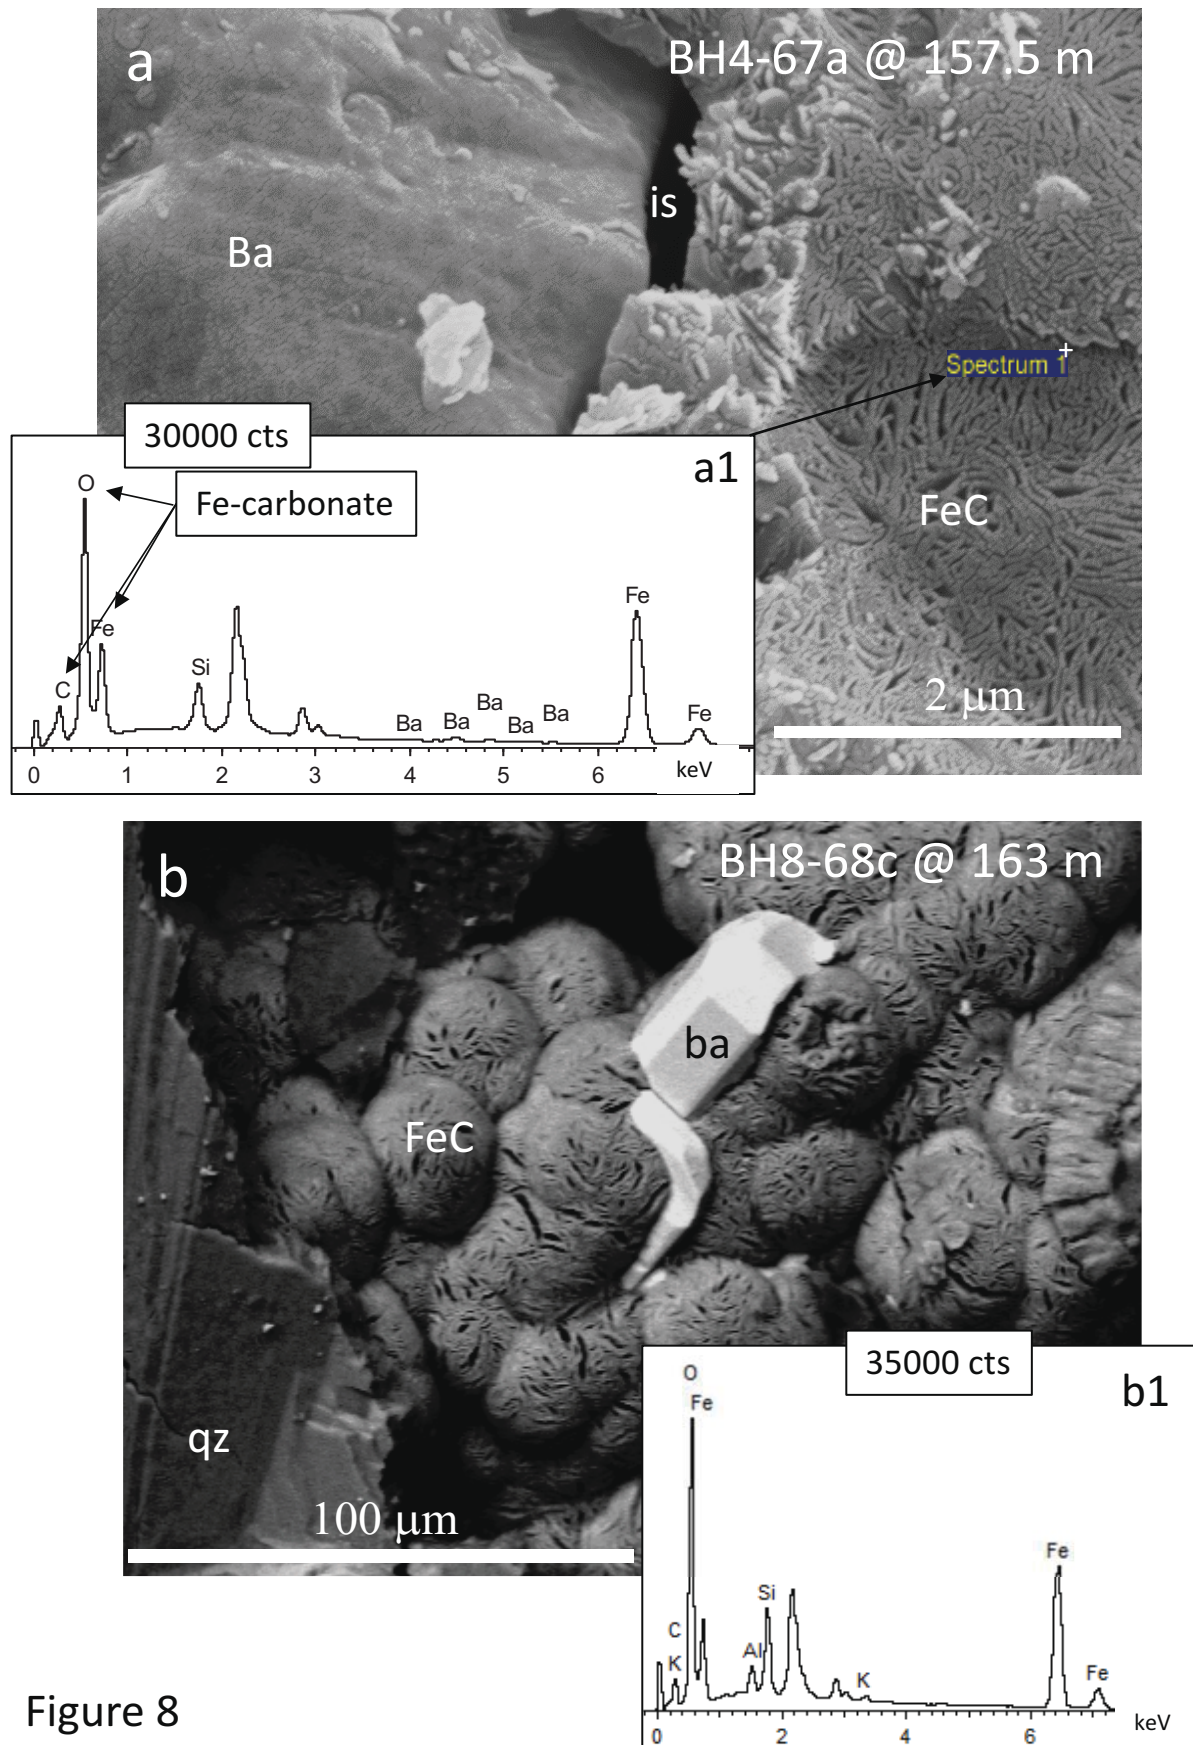 a
BH4-67a @ 157.5 m
is
Ba
Spectrum 1
30000 cts
a1
O
Fe-carbonate
FeC
Fe
Fe
C
Si
Ba
Ba
Ba
Ba
Ba
Fe
2 μm
0 1 2 3 4 5 6 keV
b
BH8-68c @ 163 m
ba
FeC
qz
100 μm
35000 cts
b1
O
Fe
Fe
Si
C
Al
K
K
Fe
0 2 4 6 keV
Figure 8